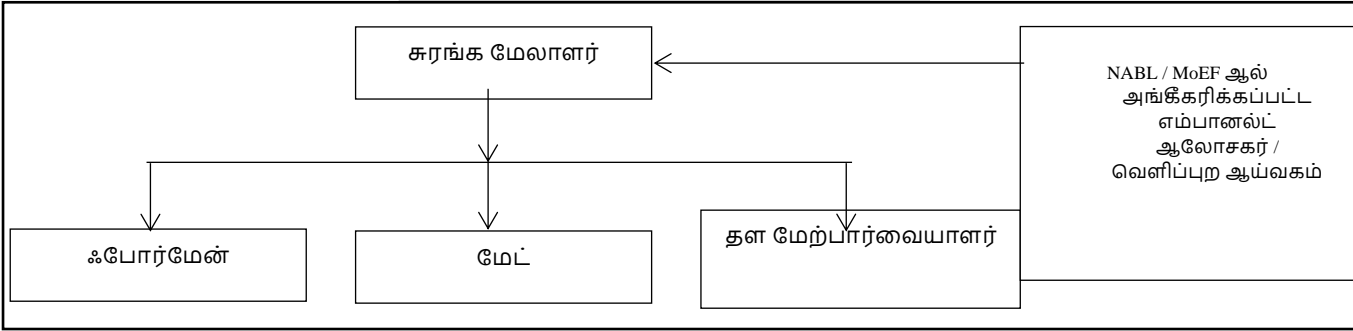 சுரங்க மேலாளர்
NABL / MoEF ஆல்
அங்கீகரிக்கப்பட்ட
எம்பானல்ட்
ஆலோசகர் /
வெளிப்புற ஆய்வகம்
ஃபோர்மேன்
மேட்
தள மேற்பார்வையாளர்